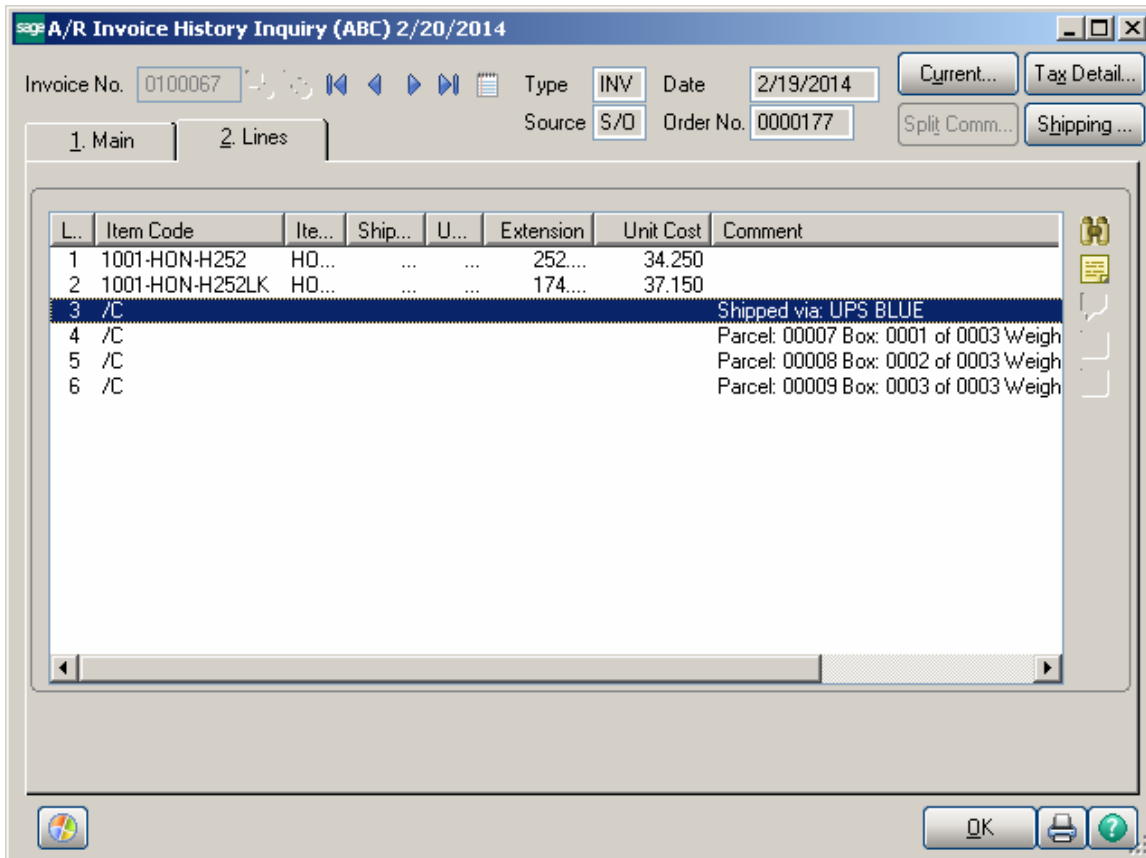 sage A/R Invoice History Inquiry (ABC) 2/20/2014
Invoice No. 0100067 Type INV Date 2/19/2014 Current... Tax Detail...
Source S/O Order No. 0000177 Split Comm... Shipping ...
1. Main 2. Lines
L.. Item Code Ite... Ship... U... Extension Unit Cost Comment
1 1001-HON-H252 HO... ... ... 252.... 34.250
2 1001-HON-H252LK HO... ... ... 174.... 37.150
3 /C Shipped via: UPS BLUE
4 /C Parcel: 00007 Box: 0001 of 0003 Weigh
5 /C Parcel: 00008 Box: 0002 of 0003 Weigh
6 /C Parcel: 00009 Box: 0003 of 0003 Weigh
OK